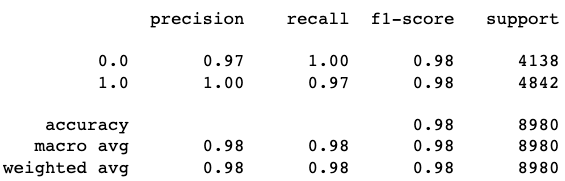 precision recall f1-score support
0.0 0.97 1.00 0.98 4138
1.0 1.00 0.97 0.98 4842
accuracy 0.98 8980
macro avg 0.98 0.98 0.98 8980
weighted avg 0.98 0.98 0.98 8980